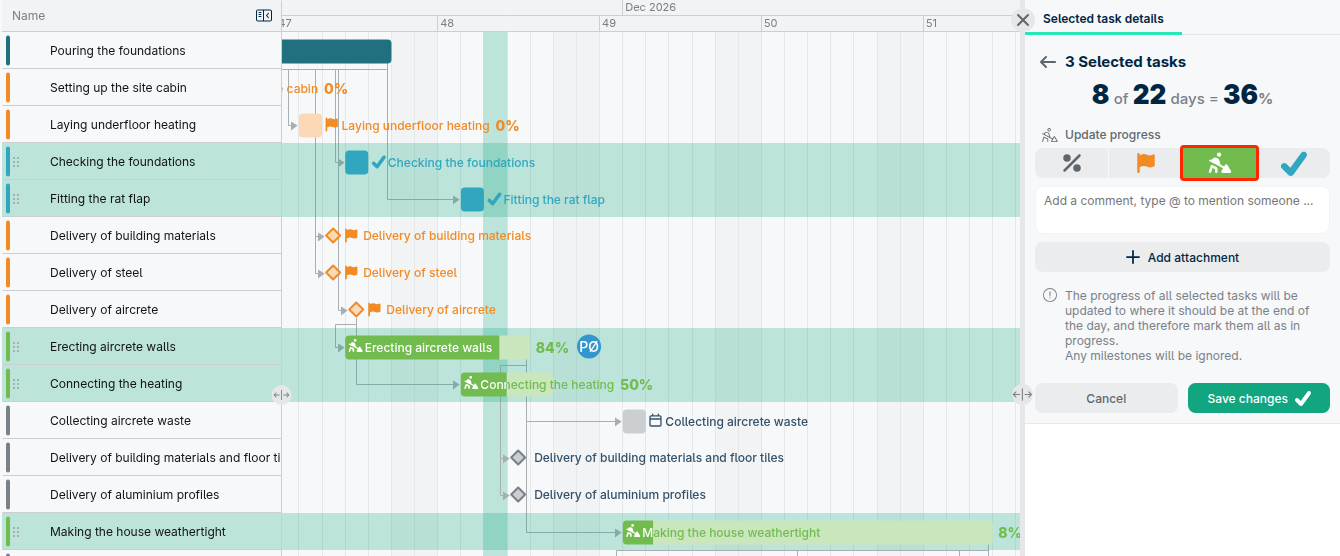 Name
Dec 2026
47
48
49
50
51
Pouring the foundations
Setting up the site cabin
cabin 0%
Laying underfloor heating
Laying underfloor heating 0%
Checking the foundations
Checking the foundations
Fitting the rat flap
Fitting the rat flap
Delivery of building materials
Delivery of building materials
Delivery of steel
Delivery of steel
Delivery of aircrete
Delivery of aircrete
Erecting aircrete walls
Erecting aircrete walls 84% PØ
Connecting the heating
Connecting the heating 50%
Collecting aircrete waste
Collecting aircrete waste
Delivery of building materials and floor ti
Delivery of building materials and floor tiles
Delivery of aluminium profiles
Delivery of aluminium profiles
Making the house weathertight
Making the house weathertight 8%
Selected task details
3 Selected tasks
8 of 22 days = 36%
Update progress
Add a comment, type @ to mention someone ...
Add attachment
The progress of all selected tasks will be
updated to where it should be at the end of
the day, and therefore mark them all as in
progress.
Any milestones will be ignored.
Cancel
Save changes